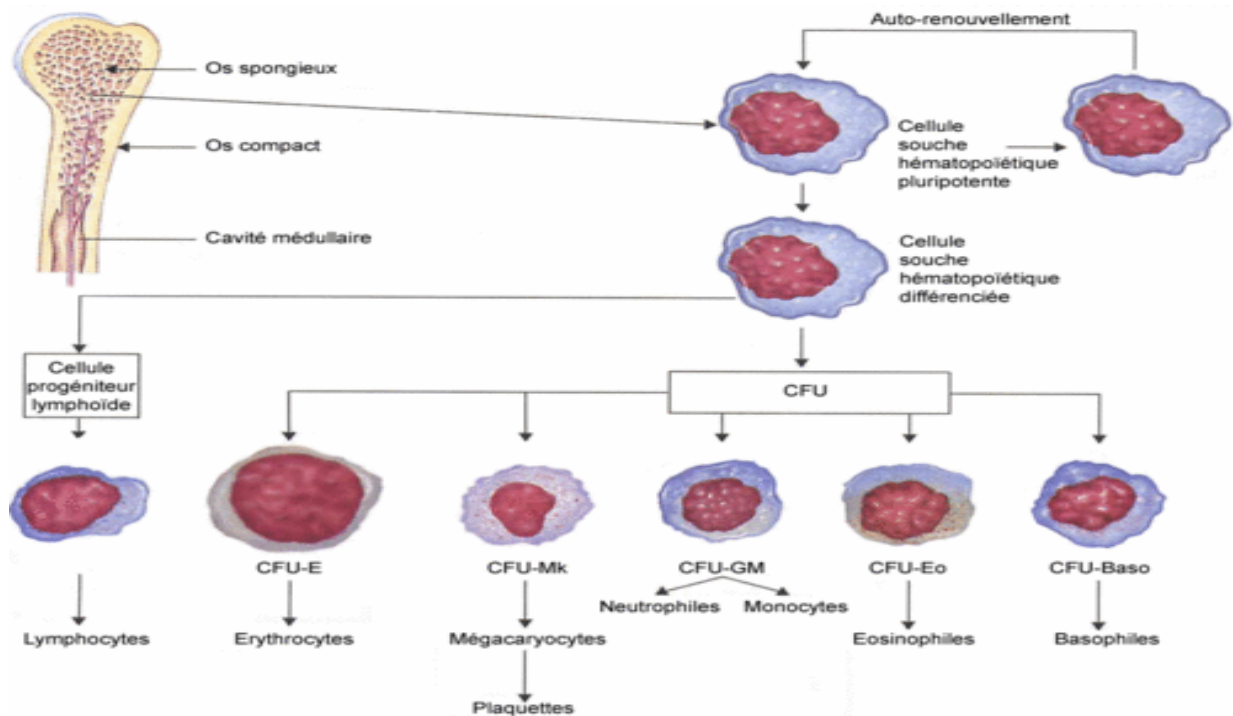 Auto-renouvellement
Os spongieux
Os compact
Cavité médullaire
Cellule
souche
hématopoïétique
pluripotente
Cellule
souche
hématopoïétique
différenciée
Cellule
progéniteur
lymphoïde
CFU
CFU-E
CFU-Mk
CFU-GM
CFU-Eo
CFU-Baso
Neutrophiles
Monocytes
Lymphocytes
Erythrocytes
Mégacaryocytes
Eosinophiles
Basophiles
Plaquettes